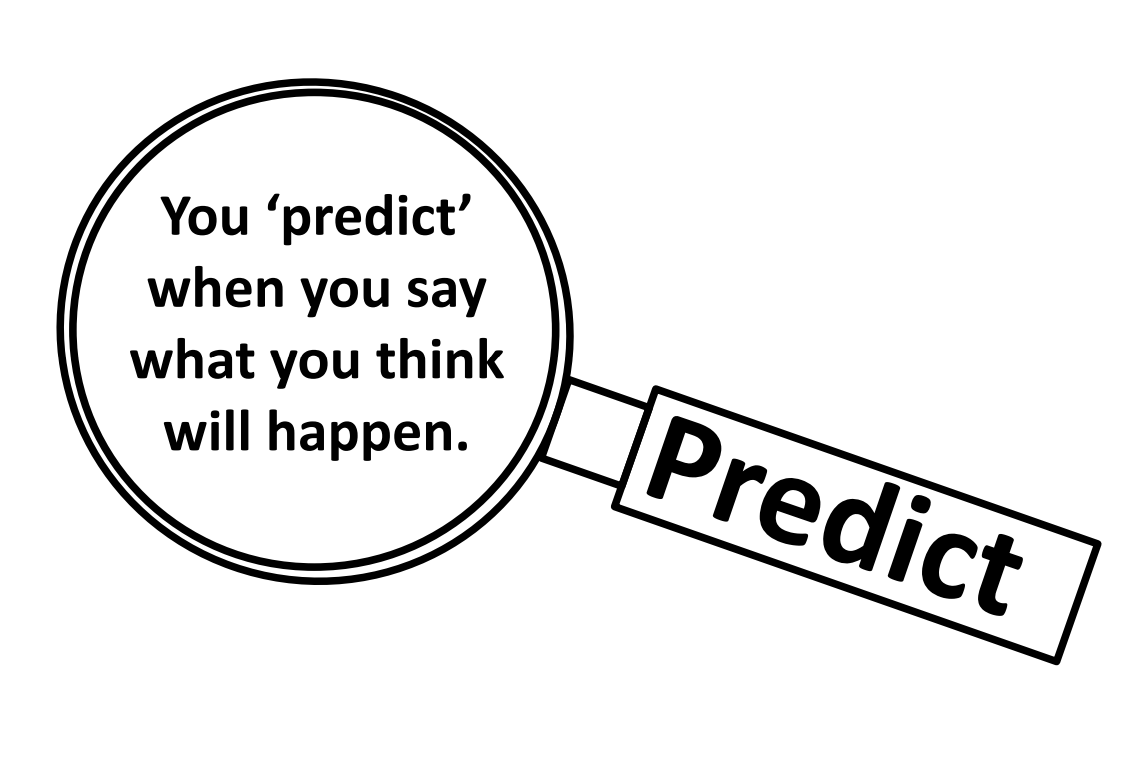 You ‘predict’
when you say
what you think
will happen.
Predict